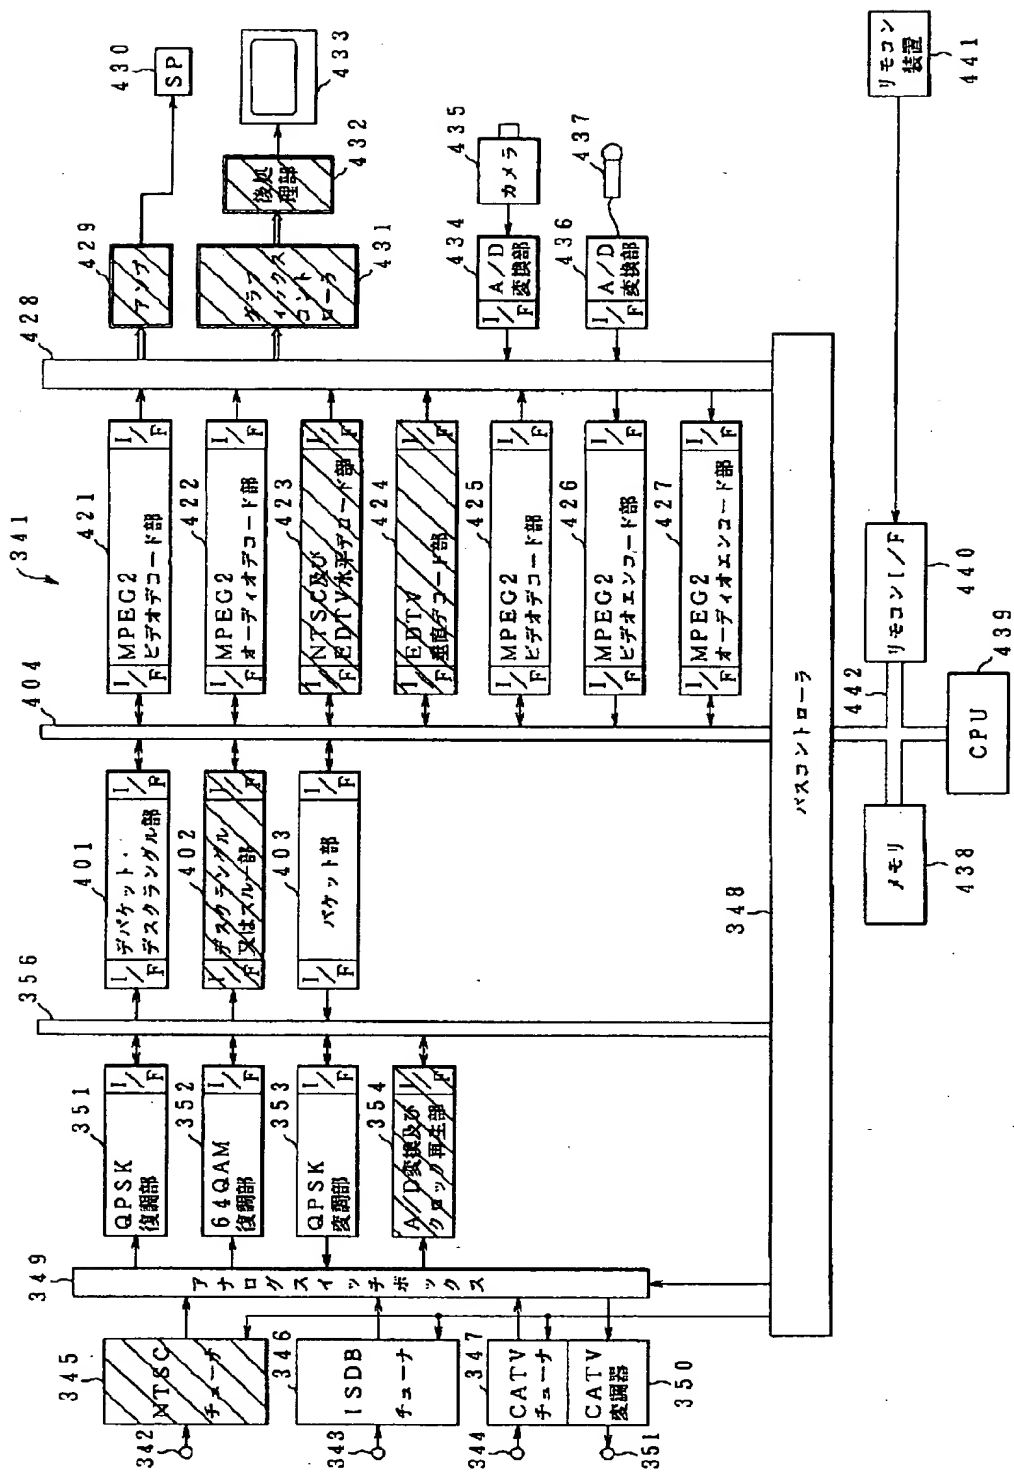 341
342
343
344
351
345
NTSC
チューナ
346
ISDB
チューナ
347
CATV
チューナ
CATV
変調器
350
349
アナログスイッチボックス
351
QPSK
復調部
I/F
352
64QAM
復調部
I/F
353
QPSK
変調部
I/F
354
A/D変換及び
クロック再生部
I/F
356
401
I/F
デパケット・
デスクランブル部
I/F
402
I/F
デスクランブル
又はスルー部
I/F
403
I/F
パケット部
I/F
404
421
I/F
MPEG2
ビデオデコード部
I/F
422
I/F
MPEG2
オーディオデコード部
I/F
423
I/F
NTSC及び
EDTV水平デコード部
I/F
424
I/F
EDTV
垂直デコード部
I/F
425
I/F
MPEG2
ビデオデコード部
I/F
426
I/F
MPEG2
ビデオエンコード部
I/F
427
I/F
MPEG2
オーディオエンコード部
I/F
428
429
アンプ
430
SP
431
グラフ
ィックス
コント
ローラ
432
後処
理部
433
434
I/F
A/D
変換部
435
カメラ
436
I/F
A/D
変換部
437
348
バスコントローラ
438
メモリ
442
439
CPU
440
リモコンI/F
441
リモコン
装置